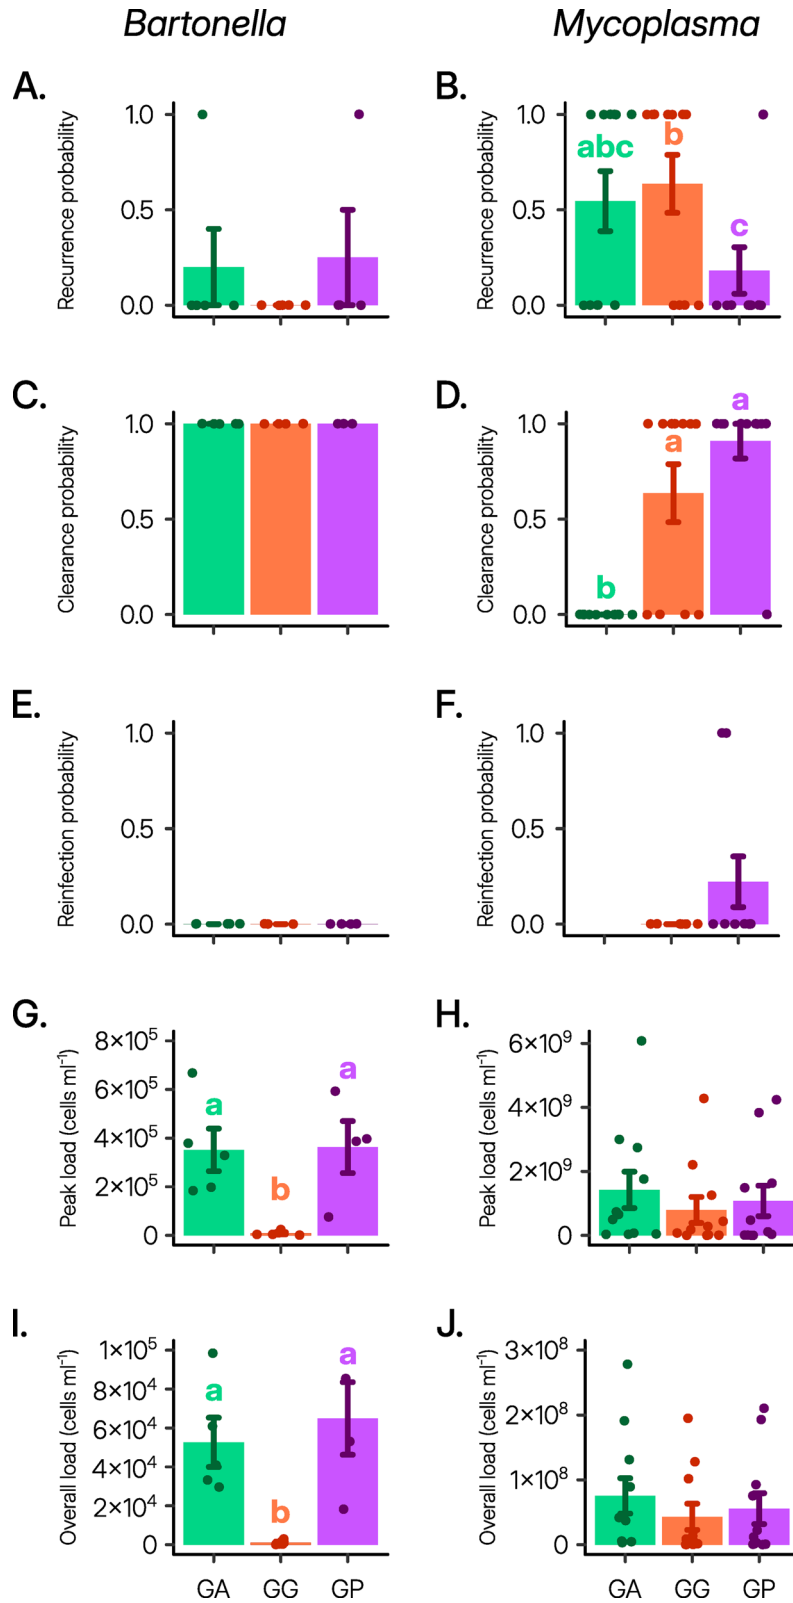 Bartonella Mycoplasma
A. B.
Recurrence probability
1.0
0.5
0.0
Recurrence probability
1.0
0.5
0.0
abc b c
C. D.
Clearance probability
1.0
0.5
0.0
Clearance probability
1.0
0.5
0.0
b a a
E. F.
Reinfection probability
1.0
0.5
0.0
Reinfection probability
1.0
0.5
0.0
G. H.
Peak load (cells ml⁻¹)
8×10⁵
6×10⁵
4×10⁵
2×10⁵
0
a b a
Peak load (cells ml⁻¹)
6×10⁹
4×10⁹
2×10⁹
0
I. J.
Overall load (cells ml⁻¹)
1×10⁵
8×10⁴
6×10⁴
4×10⁴
2×10⁴
0
a b a
Overall load (cells ml⁻¹)
3×10⁸
2×10⁸
1×10⁸
0
GA GG GP GA GG GP